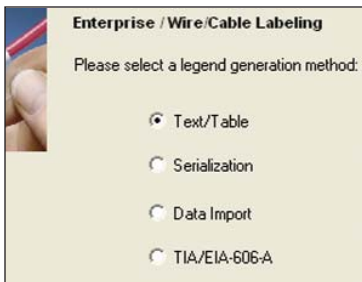 Enterprise / Wire/Cable Labeling
Please select a legend generation method:
Text/Table
Serialization
Data Import
TIA/EIA-606-A